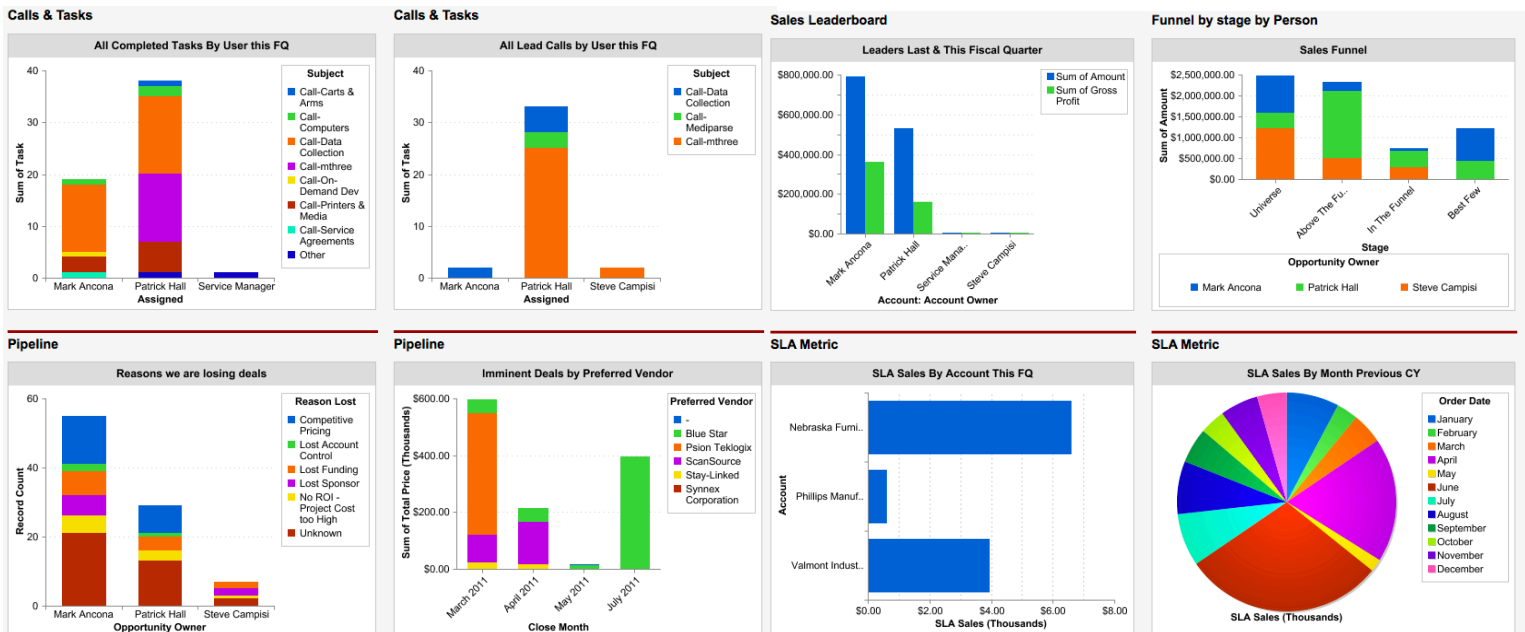 Calls & Tasks
All Completed Tasks By User this FQ
Sum of Task
40
30
20
10
0
Mark Ancona
Patrick Hall
Service Manager
Assigned
Subject
Call-Carts &
Arms
Call-
Computers
Call-Data
Collection
Call-mthree
Call-On-
Demand Dev
Call-Printers &
Media
Call-Service
Agreements
Other
Calls & Tasks
All Lead Calls by User this FQ
Sum of Task
40
30
20
10
0
Mark Ancona
Patrick Hall
Steve Campisi
Assigned
Subject
Call-Data
Collection
Call-
Mediparse
Call-mthree
Sales Leaderboard
Leaders Last & This Fiscal Quarter
$800,000.00
$600,000.00
$400,000.00
$200,000.00
$0.00
Mark Ancona
Patrick Hall
Service Mana..
Steve Campisi
Account: Account Owner
Sum of Amount
Sum of Gross
Profit
Funnel by stage by Person
Sales Funnel
Sum of Amount
$2,500,000.00
$2,000,000.00
$1,500,000.00
$1,000,000.00
$500,000.00
$0.00
Universe
Above The Fu..
In The Funnel
Best Few
Stage
Opportunity Owner
Mark Ancona
Patrick Hall
Steve Campisi
Pipeline
Reasons we are losing deals
Record Count
60
40
20
0
Mark Ancona
Patrick Hall
Steve Campisi
Opportunity Owner
Reason Lost
Competitive
Pricing
Lost Account
Control
Lost Funding
Lost Sponsor
No ROI -
Project Cost
too High
Unknown
Pipeline
Imminent Deals by Preferred Vendor
Sum of Total Price (Thousands)
$600.00
$400.00
$200.00
$0.00
March 2011
April 2011
May 2011
July 2011
Close Month
Preferred Vendor
-
Blue Star
Psion Teklogix
ScanSource
Stay-Linked
Synnex
Corporation
SLA Metric
SLA Sales By Account This FQ
Account
Nebraska Furni..
Phillips Manuf..
Valmont Indust..
$0.00
$2.00
$4.00
$6.00
$8.00
SLA Sales (Thousands)
SLA Metric
SLA Sales By Month Previous CY
Order Date
January
February
March
April
May
June
July
August
September
October
November
December
SLA Sales (Thousands)